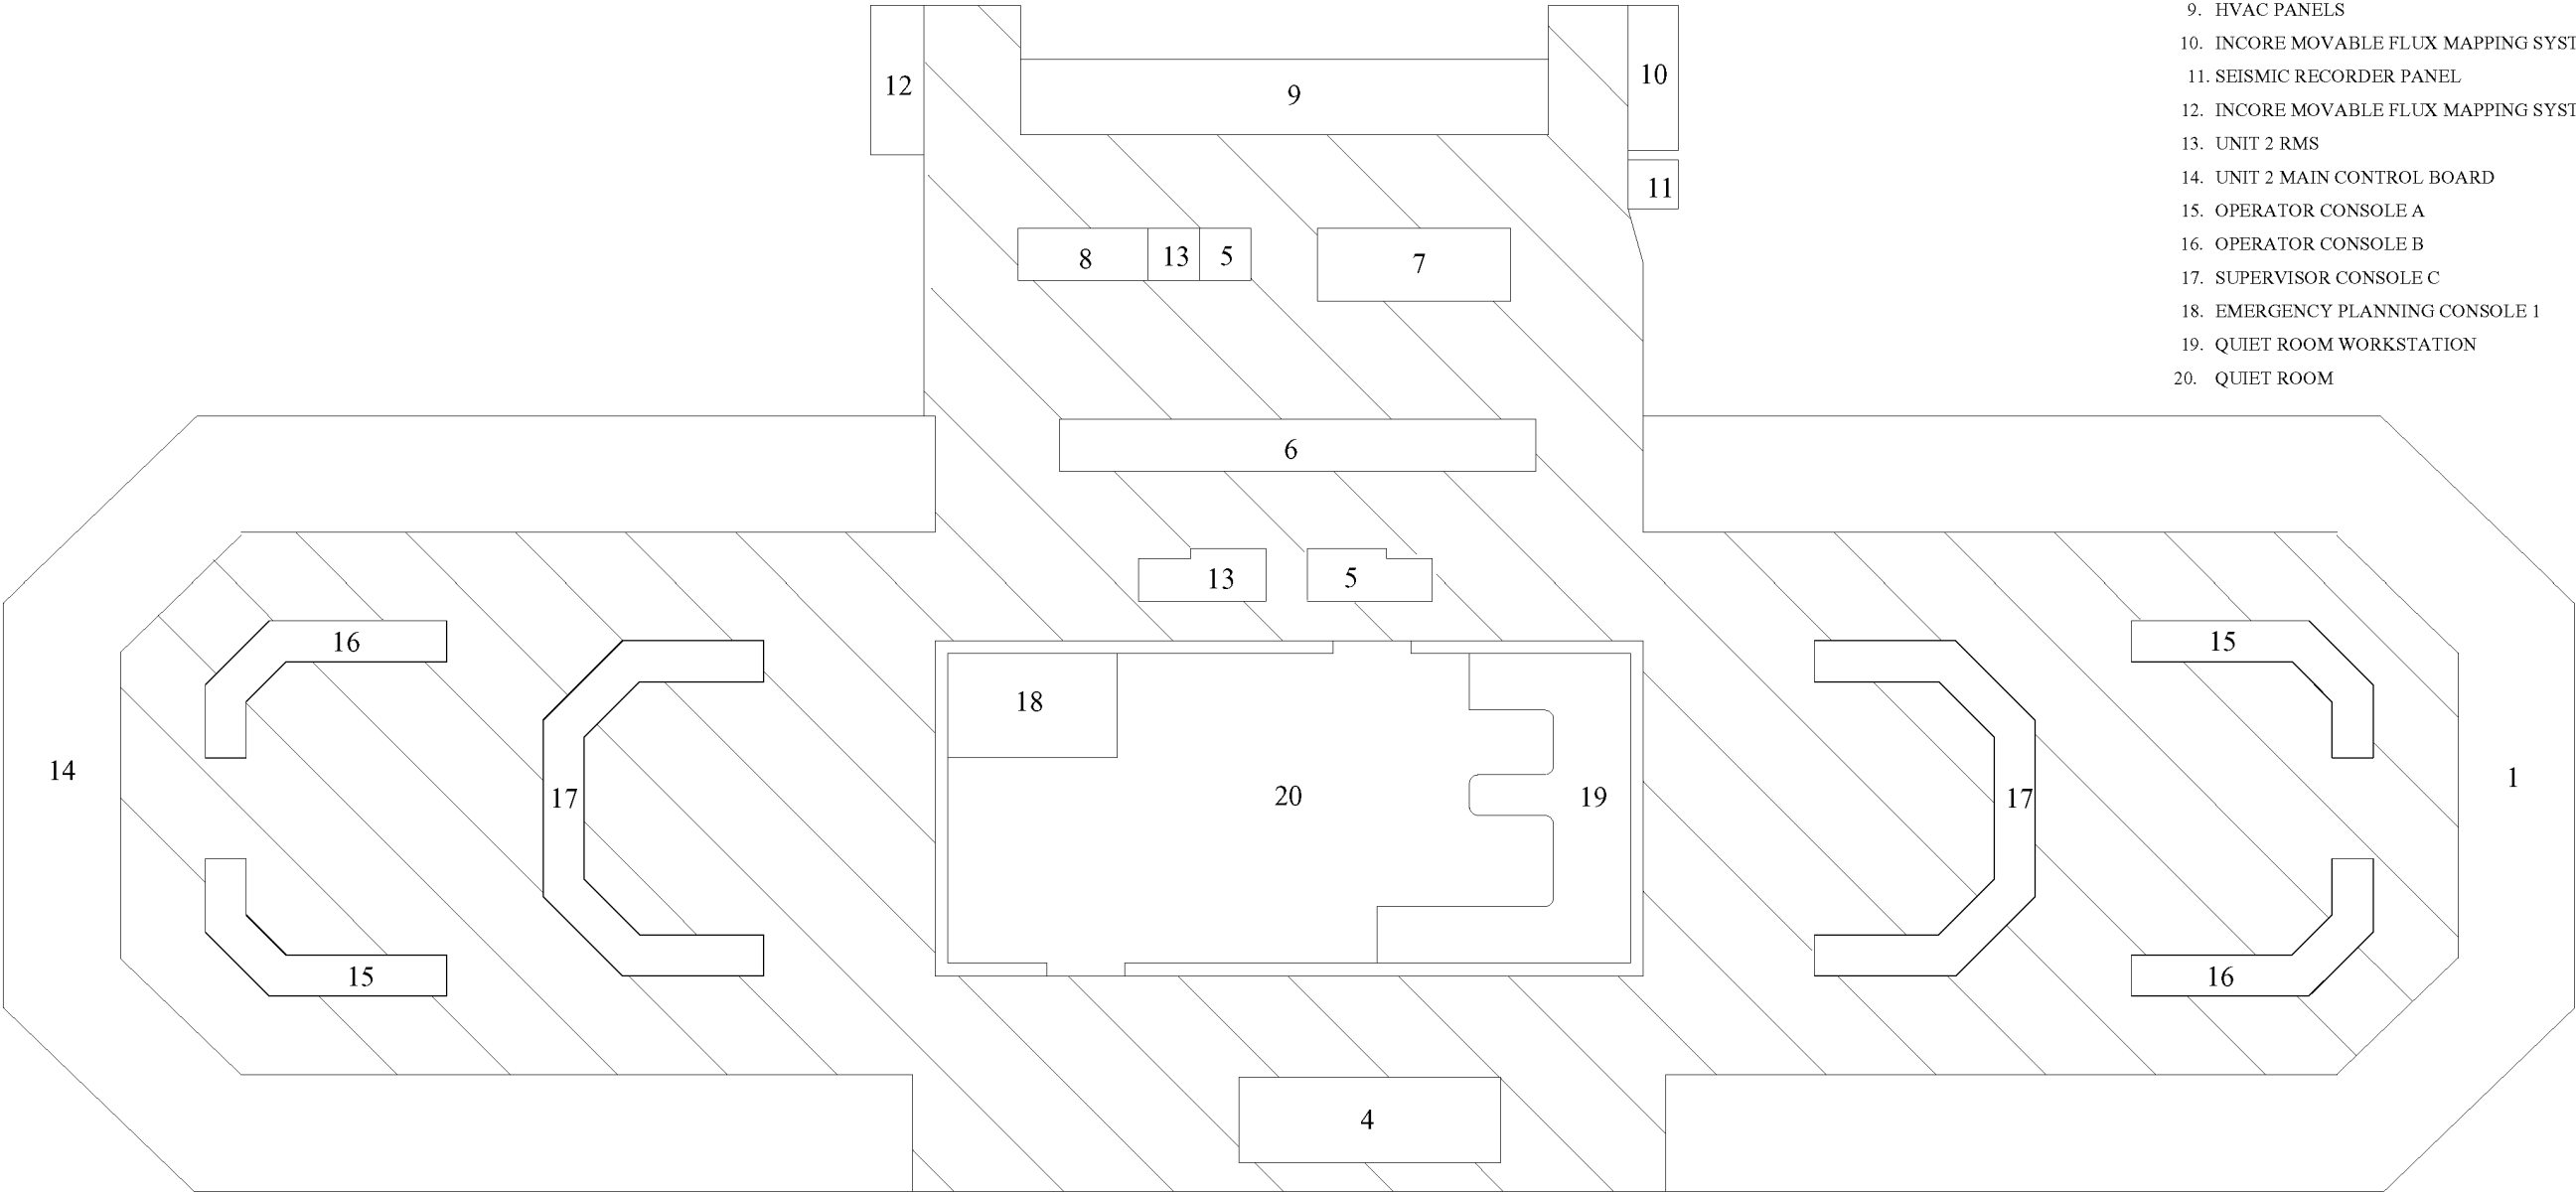 9. HVAC PANELS
10. INCORE MOVABLE FLUX MAPPING SYST
11. SEISMIC RECORDER PANEL
12. INCORE MOVABLE FLUX MAPPING SYST
13. UNIT 2 RMS
14. UNIT 2 MAIN CONTROL BOARD
15. OPERATOR CONSOLE A
16. OPERATOR CONSOLE B
17. SUPERVISOR CONSOLE C
18. EMERGENCY PLANNING CONSOLE 1
19. QUIET ROOM WORKSTATION
20. QUIET ROOM
12
9
10
11
8
13
5
7
6
13
5
16
15
18
14
17
20
19
17
1
15
16
4